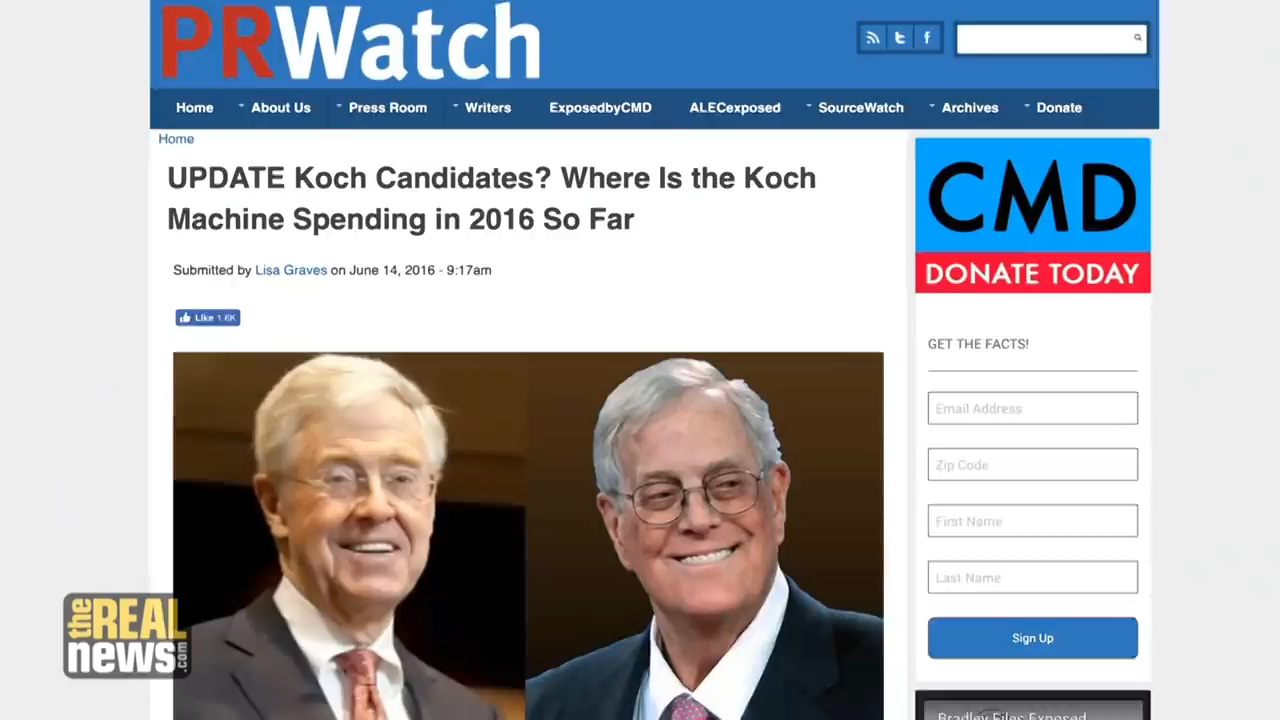 PRWatch
Home About Us Press Room Writers ExposedbyCMD ALECexposed SourceWatch Archives Donate
Home
UPDATE Koch Candidates? Where Is the Koch
Machine Spending in 2016 So Far
Submitted by Lisa Graves on June 14, 2016 - 9:17am
Like 1.6K
CMD
DONATE TODAY
GET THE FACTS!
Email Address
Zip Code
First Name
Last Name
Sign Up
Bradley Files Exposed
the REAL
news.com